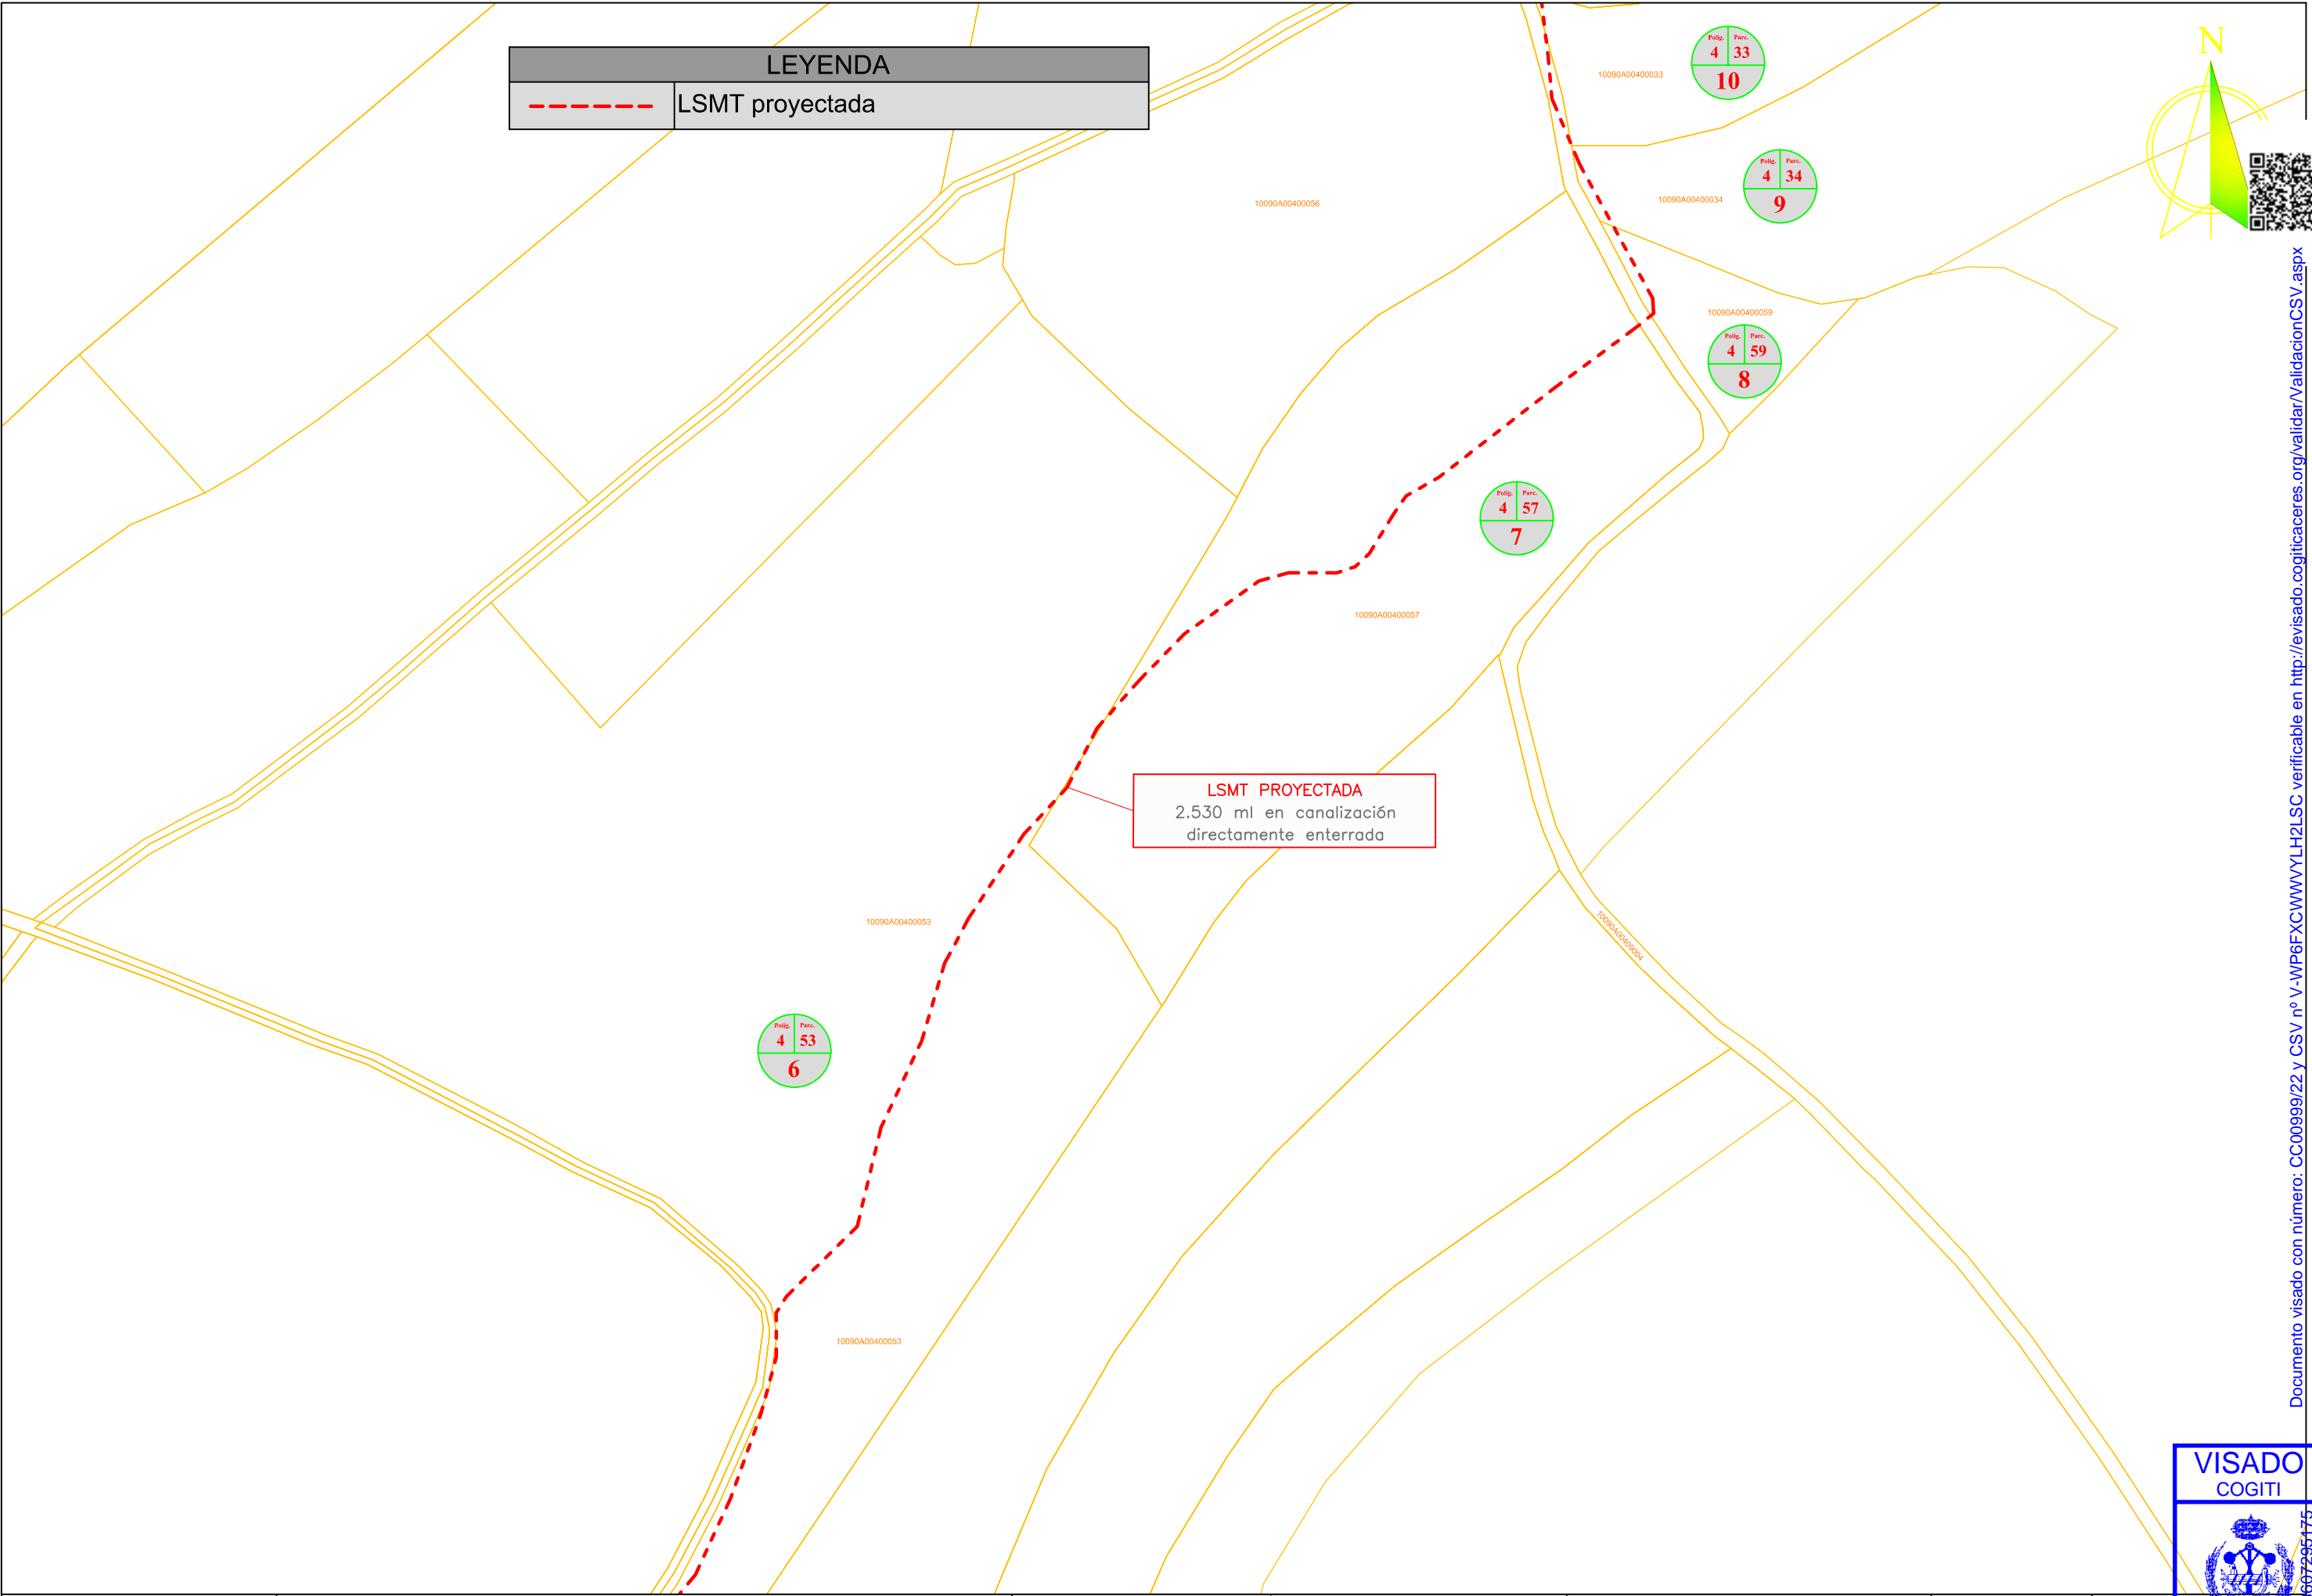 LEYENDA
LSMT proyectada
N
10090A00400033
Polig. Parc.
4 33
10
10090A00400034
Polig. Parc.
4 34
9
10090A00400056
10090A00400059
Polig. Parc.
4 59
8
Polig. Parc.
4 57
7
10090A00400057
LSMT PROYECTADA
2.530 ml en canalización
directamente enterrada
10090A00400053
10090A00409004
Polig. Parc.
4 53
6
10090A00400053
Documento visado con número: CC00999/22 y CSV nº V-WP6FXCWWVYLH2LSC verificable en http://evisado.cogiticaceres.org/validar/ValidacionCSV.aspx
VISADO
COGITI